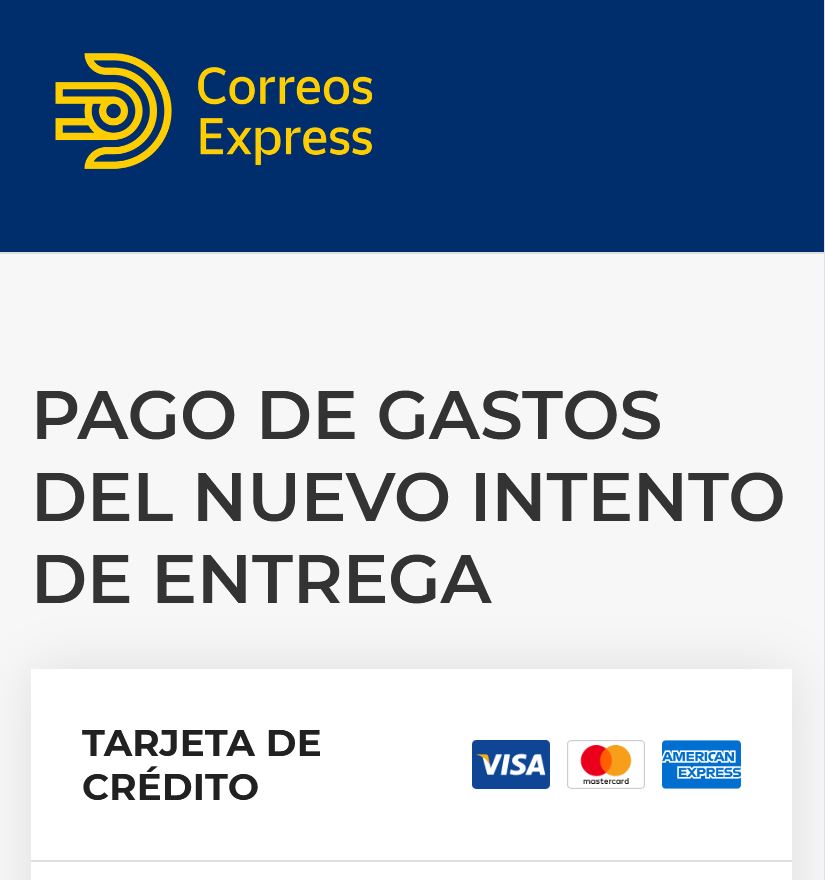 Correos
Express
PAGO DE GASTOS
DEL NUEVO INTENTO
DE ENTREGA
TARJETA DE
CRÉDITO
VISA
mastercard
AMERICAN
EXPRESS